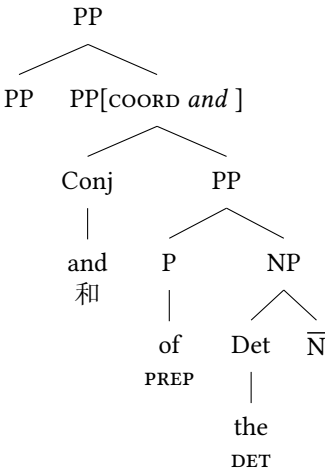 PP
PP PP[COORD and ]
Conj PP
and P NP
和
of Det N̅
PREP
the
DET